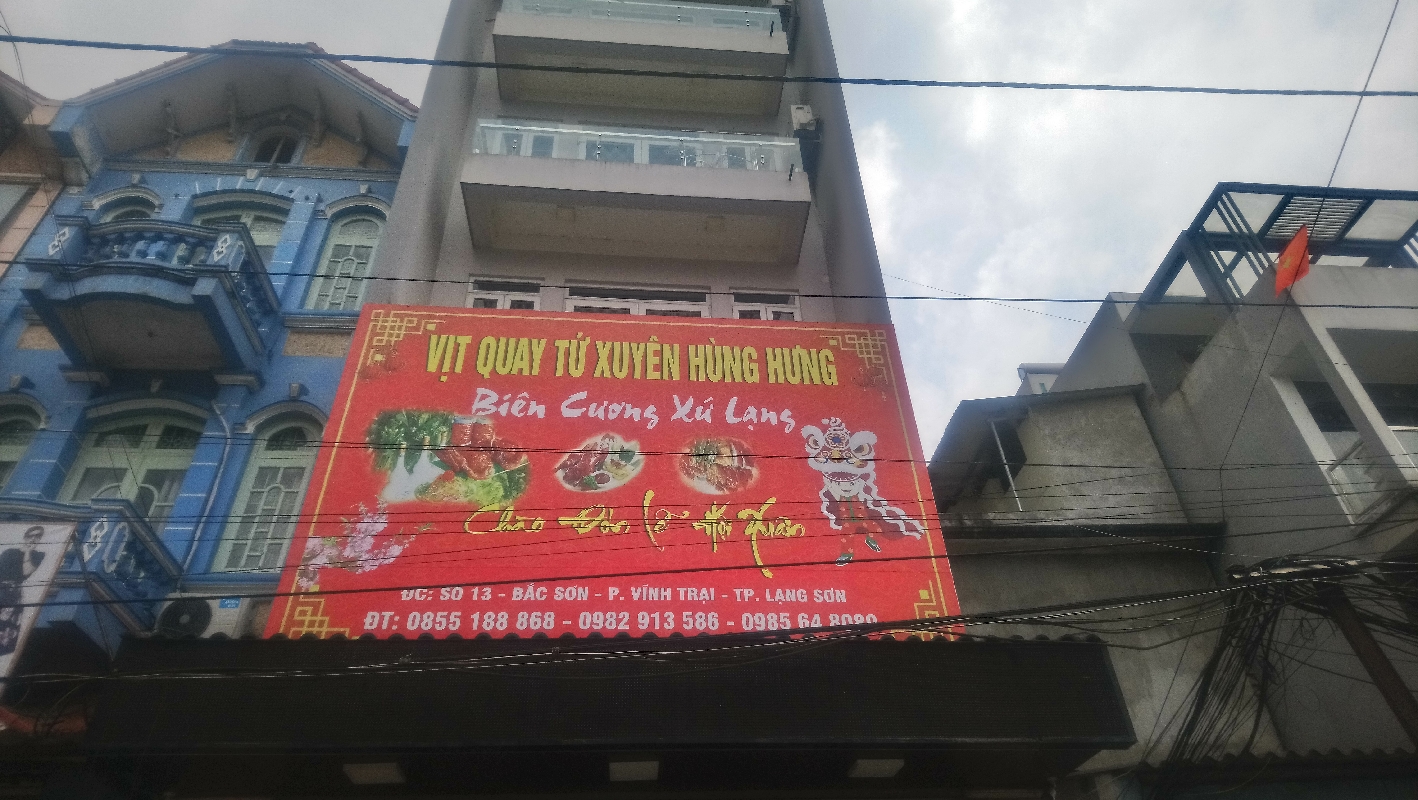 VỊT QUAY TỨ XUYÊN HÙNG HƯNG
Biên Cương Xứ Lạng
Chào Đón Lễ Hội Xuân
ĐC: SỐ 13 - BẮC SƠN - P. VĨNH TRẠI - TP. LẠNG SƠN
ĐT: 0855 188 868 - 0982 913 586 - 0985 64 8080